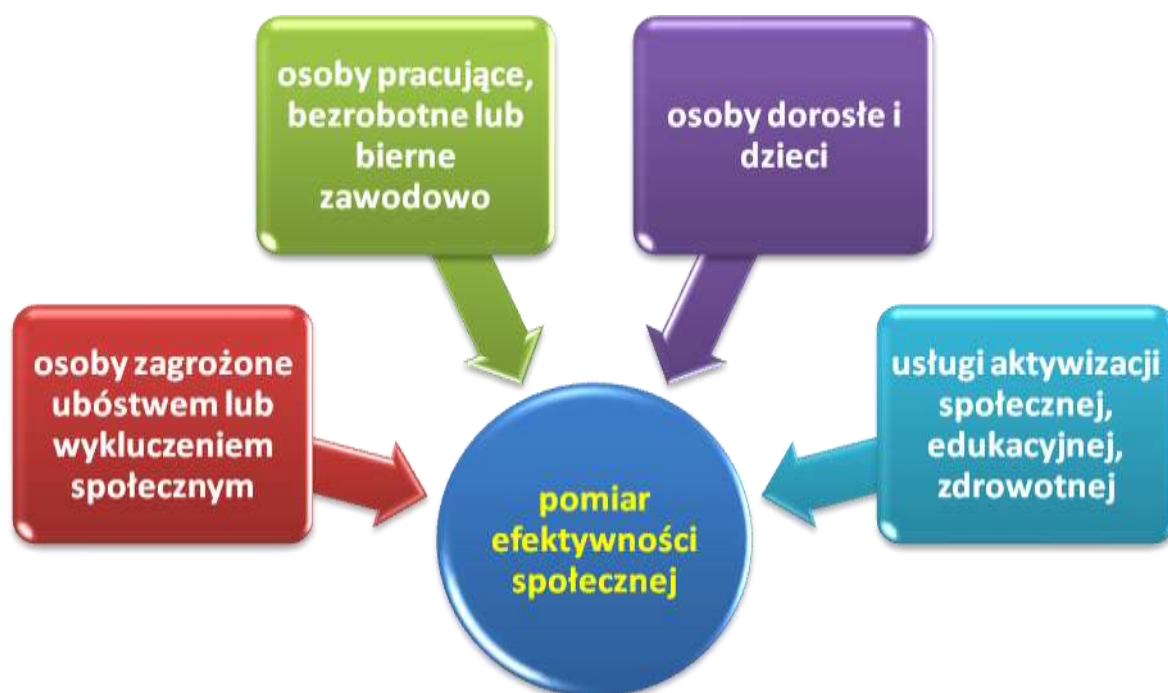 osoby pracujące,
bezrobotne lub
bierne
zawodowo
osoby dorosłe i
dzieci
osoby zagrożone
ubóstwem lub
wykluczeniem
społecznym
usługi aktywizacji
społecznej,
edukacyjnej,
zdrowotnej
pomiar
efektywności
społecznej